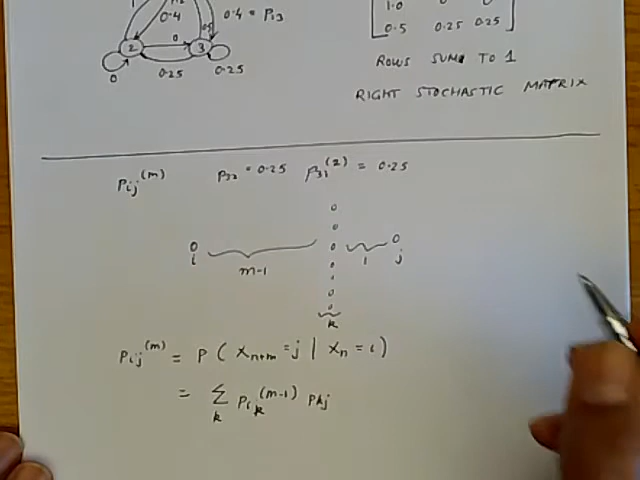 0.4
0.4 = P13
2
0
3
0
0.25
0.25
1.0
0.5 0.25 0.25
ROWS SUM TO 1
RIGHT STOCHASTIC MATRIX
Pij(m) P32 = 0.25 P31(2) = 0.25
i m-1 1 j
k
Pij(m) = P( Xn+m = j | Xn = i )
= Σk Pik(m-1) Pkj